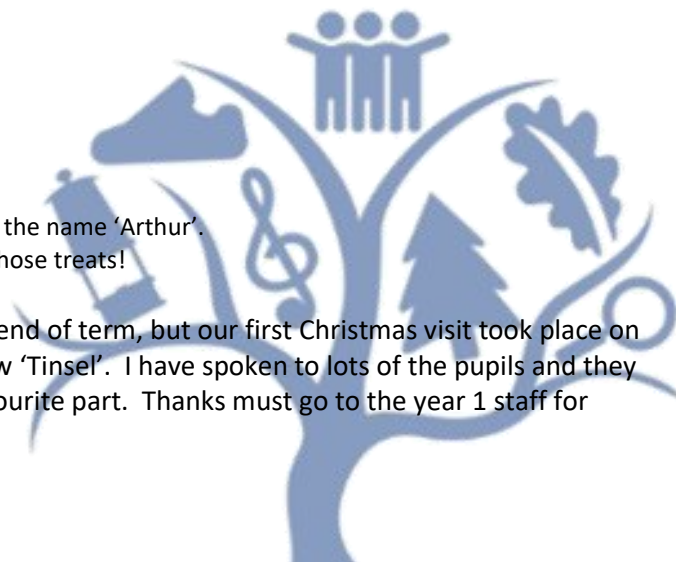 the name ‘Arthur’.
hose treats!
end of term, but our first Christmas visit took place on
w ‘Tinsel’.  I have spoken to lots of the pupils and they
ourite part.  Thanks must go to the year 1 staff for